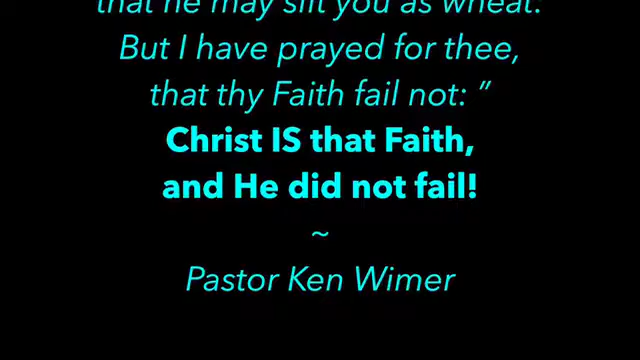 that he may sift you as wheat:
But I have prayed for thee,
that thy Faith fail not: ”
Christ IS that Faith,
and He did not fail!
~
Pastor Ken Wimer